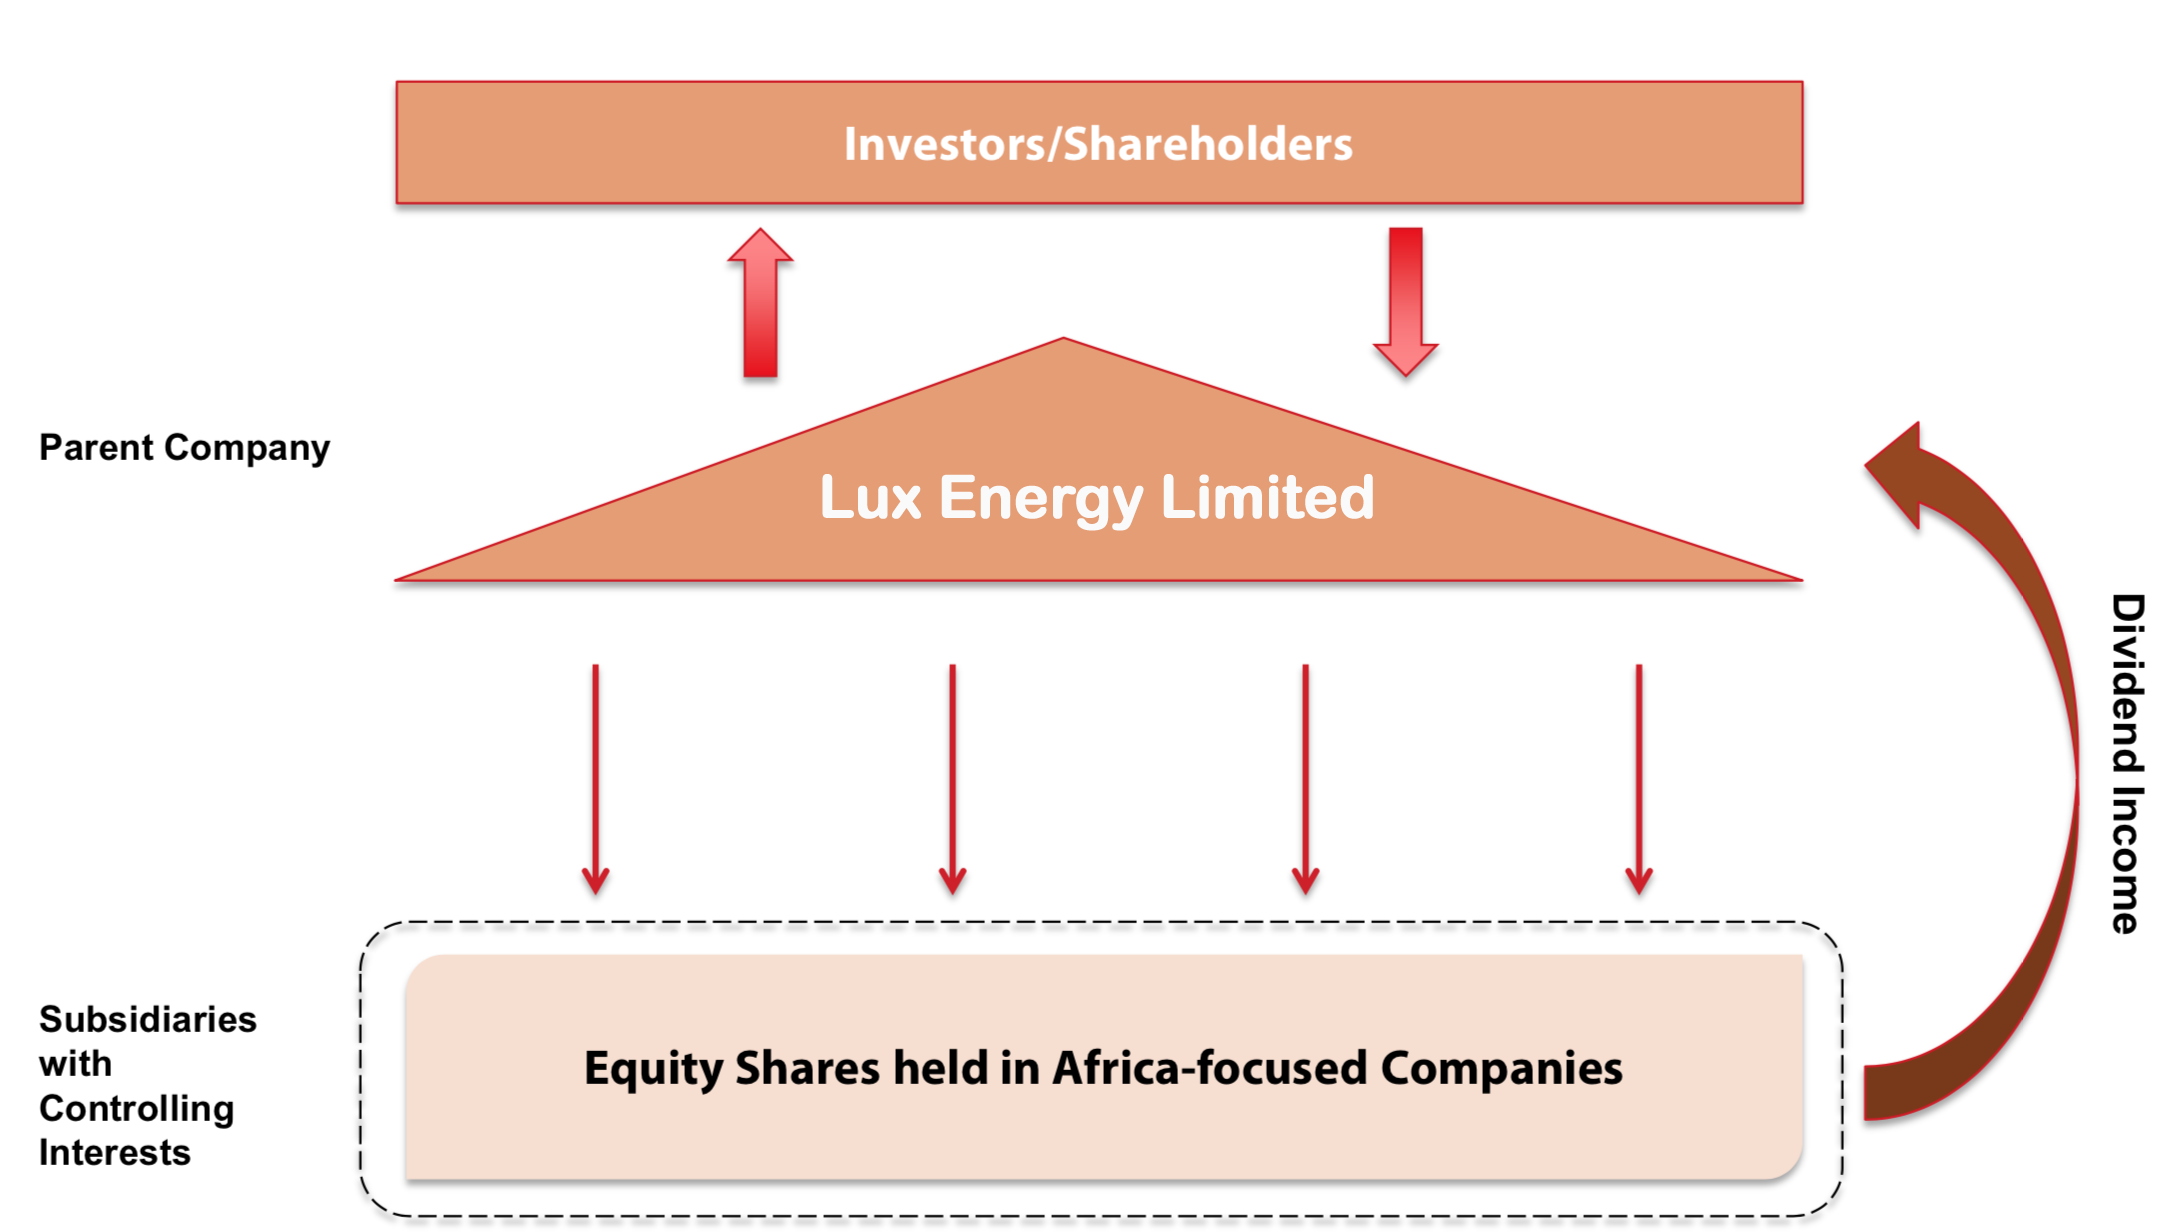 Investors/Shareholders
Parent Company
Lux Energy Limited
Dividend Income
Subsidiaries
with
Controlling
Interests
Equity Shares held in Africa-focused Companies